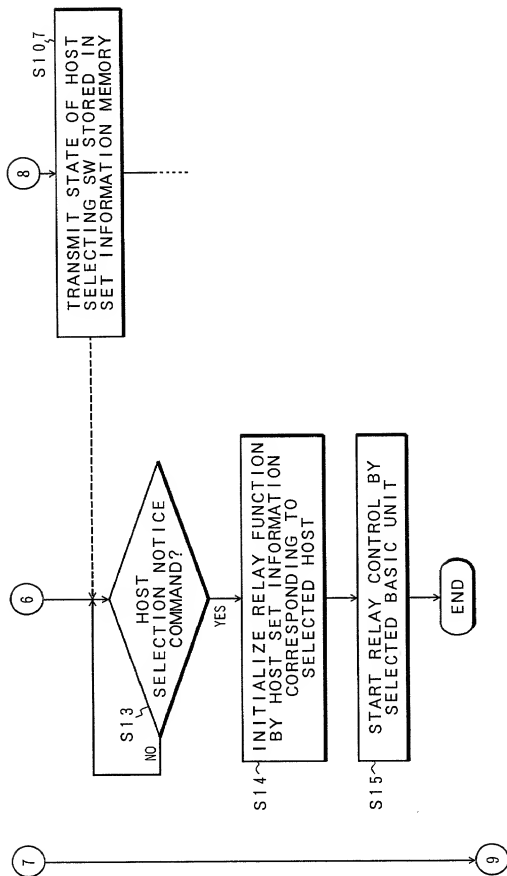 7
9
6
S13
HOST
SELECTION NOTICE
COMMAND?
NO
YES
S14
INITIALIZE RELAY FUNCTION
BY HOST SET INFORMATION
CORRESPONDING TO
SELECTED HOST
S15
START RELAY CONTROL BY
SELECTED BASIC UNIT
END
8
S107
TRANSMIT STATE OF HOST
SELECTING SW STORED IN
SET INFORMATION MEMORY